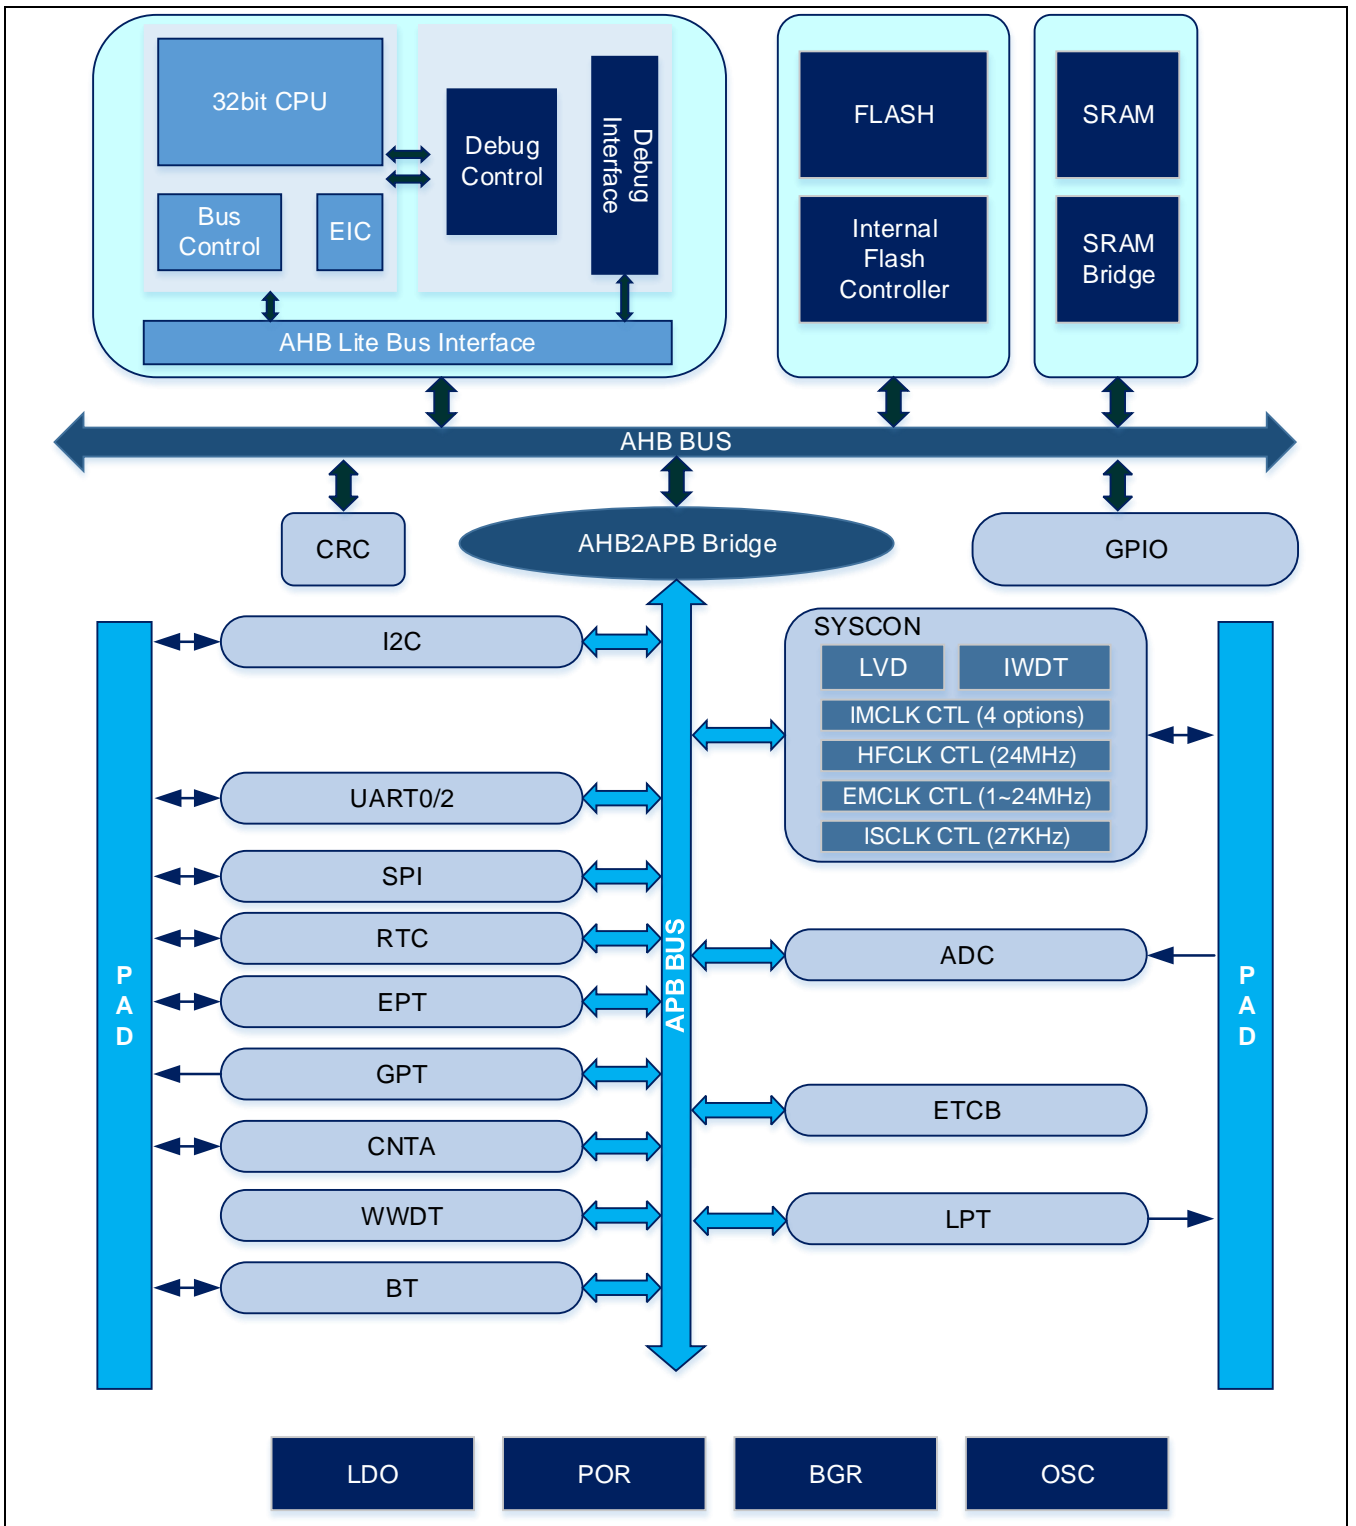 32bit CPU
Bus
Control
EIC
Debug
Control
Debug
Interface
AHB Lite Bus Interface
FLASH
Internal
Flash
Controller
SRAM
SRAM
Bridge
AHB BUS
CRC
AHB2APB Bridge
GPIO
PAD
I2C
UART0/2
SPI
RTC
EPT
GPT
CNTA
WWDT
BT
APB BUS
SYSCON
LVD
IWDT
IMCLK CTL (4 options)
HFCLK CTL (24MHz)
EMCLK CTL (1~24MHz)
ISCLK CTL (27KHz)
ADC
ETCB
LPT
PAD
LDO
POR
BGR
OSC